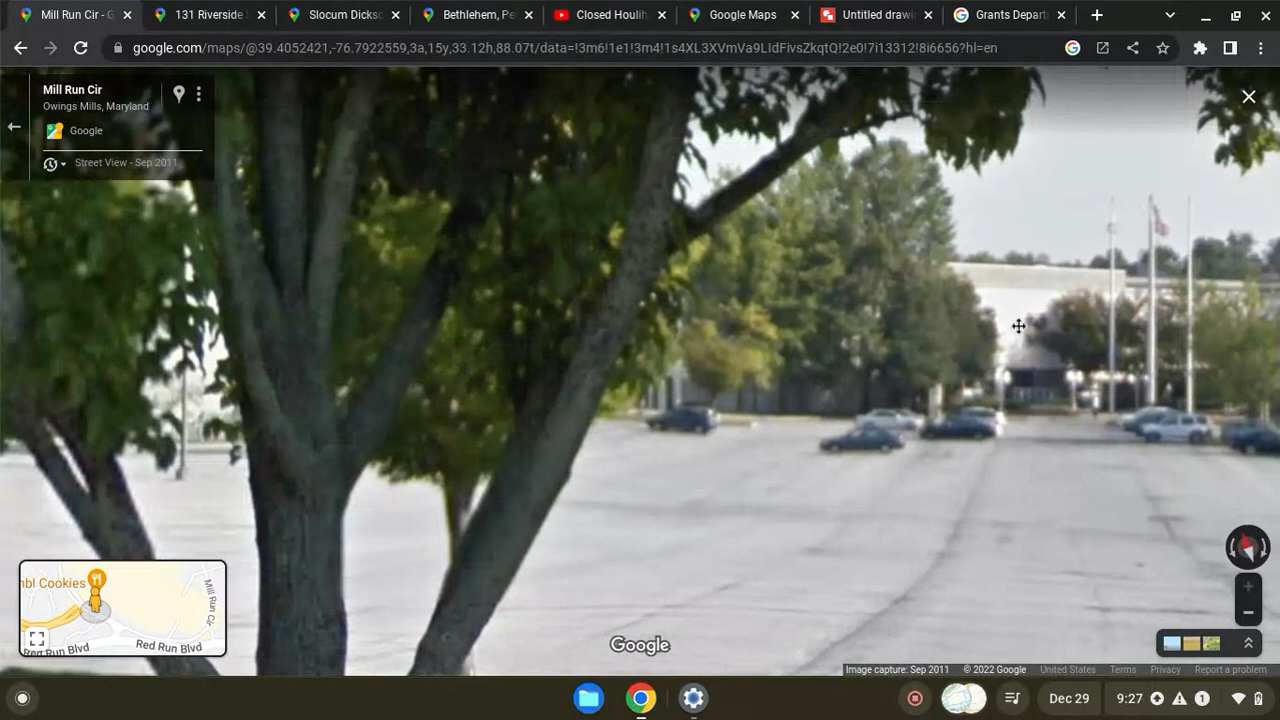 Mill Run Cir - G
131 Riverside
Slocum Dicks
Bethlehem, Pe
Closed Houlih
Google Maps
Untitled drawi
Grants Depart
google.com/maps/@39.4052421,-76.7922559,3a,15y,33.12h,88.07t/data=!3m6!1e1!3m4!1s4XL3XVmVa9LIdFivsZkqtQ!2e0!7i13312!8i6656?hl=en
Mill Run Cir
Owings Mills, Maryland
Google
Street View - Sep 2011
mbl Cookies
Mill Run Cir
Red Run Blvd
Red Run Blvd
Google
Image capture: Sep 2011 © 2022 Google United States Terms Privacy Report a problem
Dec 29
9:27
1